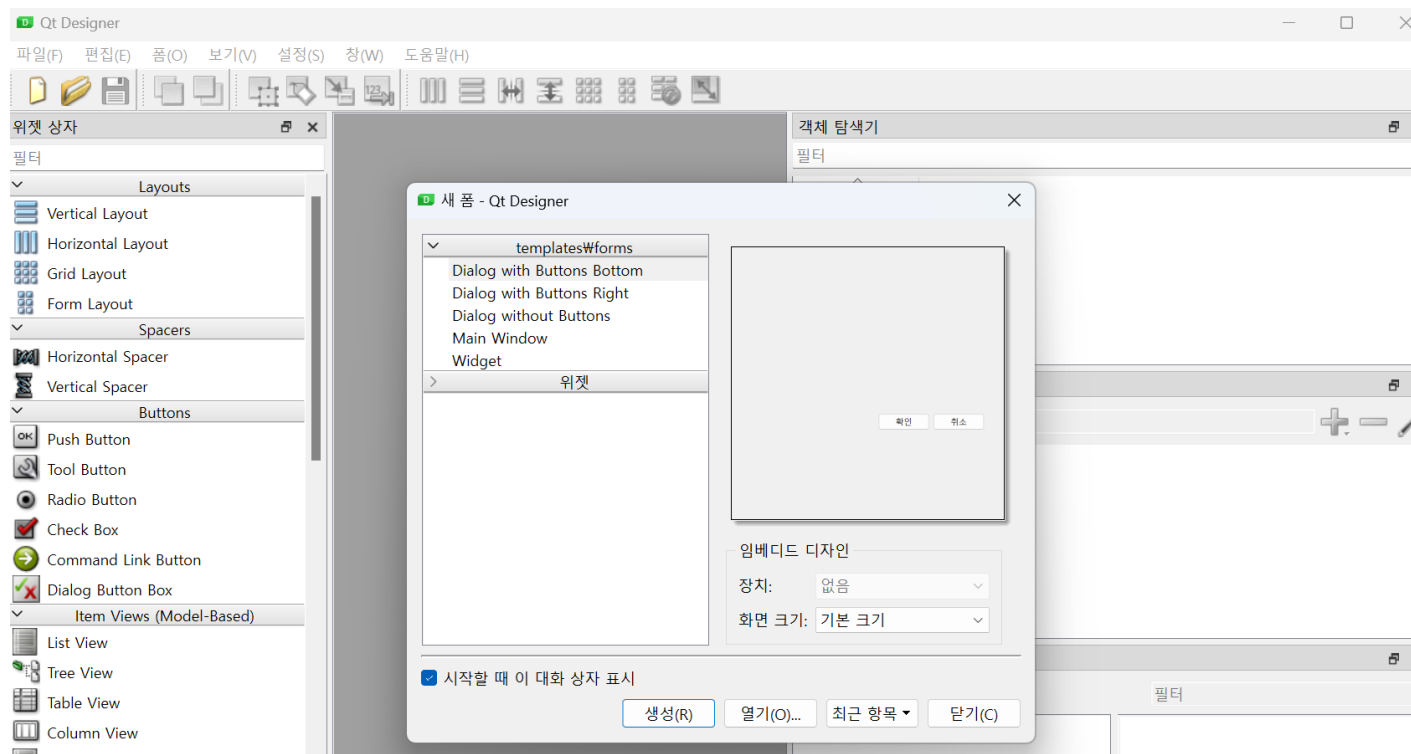 Qt Designer
파일(F) 편집(E) 폼(O) 보기(V) 설정(S) 창(W) 도움말(H)
위젯 상자
필터
Layouts
Vertical Layout
Horizontal Layout
Grid Layout
Form Layout
Spacers
Horizontal Spacer
Vertical Spacer
Buttons
OK Push Button
Tool Button
Radio Button
Check Box
Command Link Button
Dialog Button Box
Item Views (Model-Based)
List View
Tree View
Table View
Column View
새 폼 - Qt Designer
templates₩forms
Dialog with Buttons Bottom
Dialog with Buttons Right
Dialog without Buttons
Main Window
Widget
위젯
확인 취소
임베디드 디자인
장치: 없음
화면 크기: 기본 크기
시작할 때 이 대화 상자 표시
생성(R) 열기(O)... 최근 항목 닫기(C)
객체 탐색기
필터
필터